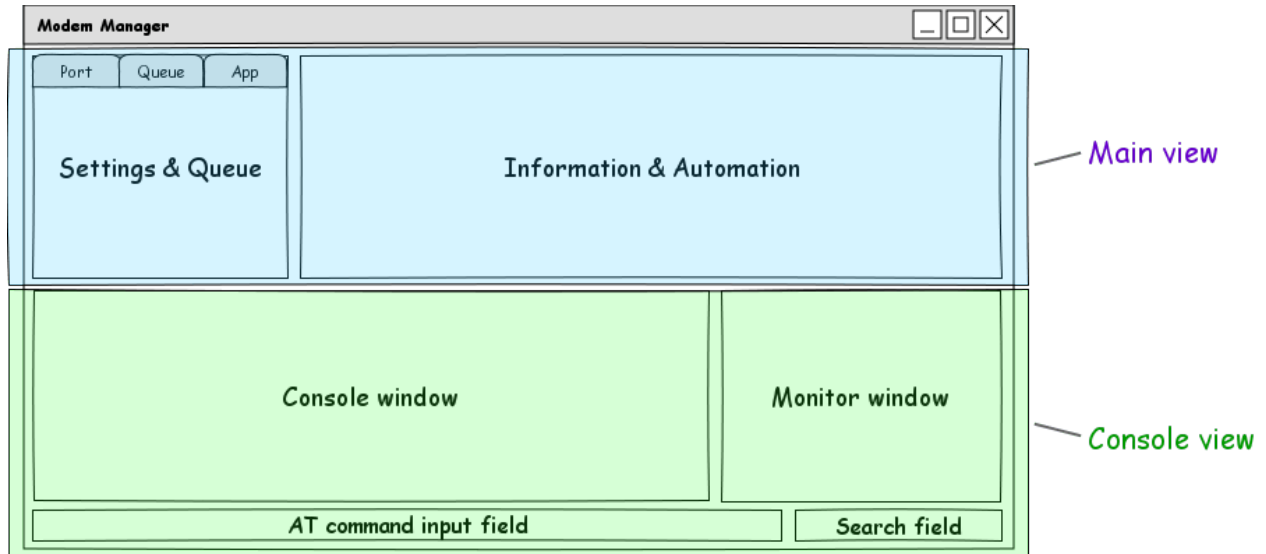 Modem Manager
Port Queue App
Settings & Queue
Information & Automation
Main view
Console window
Monitor window
Console view
AT command input field
Search field